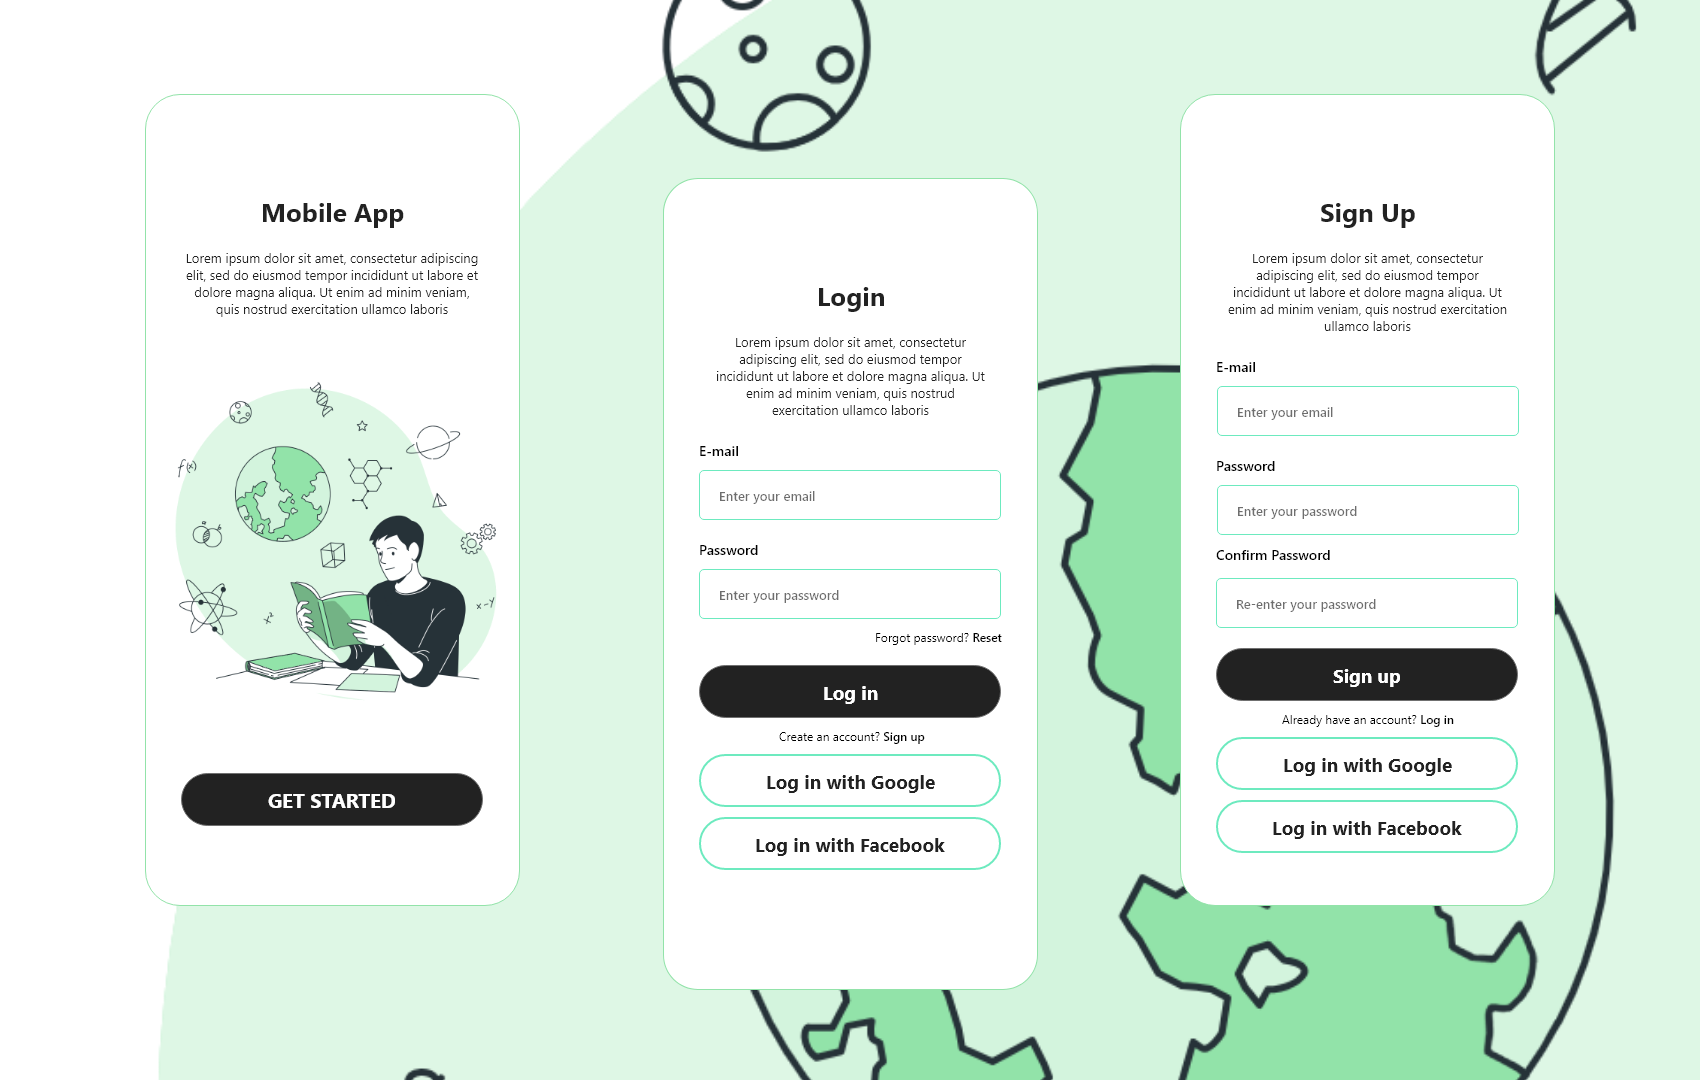 Mobile App
Lorem ipsum dolor sit amet, consectetur adipiscing
elit, sed do eiusmod tempor incididunt ut labore et
dolore magna aliqua. Ut enim ad minim veniam,
quis nostrud exercitation ullamco laboris
f(x)
a
b
x²
x-y
GET STARTED
Login
Lorem ipsum dolor sit amet, consectetur
adipiscing elit, sed do eiusmod tempor
incididunt ut labore et dolore magna aliqua. Ut
enim ad minim veniam, quis nostrud
exercitation ullamco laboris
E-mail
Enter your email
Password
Enter your password
Forgot password? Reset
Log in
Create an account? Sign up
Log in with Google
Log in with Facebook
Sign Up
Lorem ipsum dolor sit amet, consectetur
adipiscing elit, sed do eiusmod tempor
incididunt ut labore et dolore magna aliqua. Ut
enim ad minim veniam, quis nostrud exercitation
ullamco laboris
E-mail
Enter your email
Password
Enter your password
Confirm Password
Re-enter your password
Sign up
Already have an account? Log in
Log in with Google
Log in with Facebook